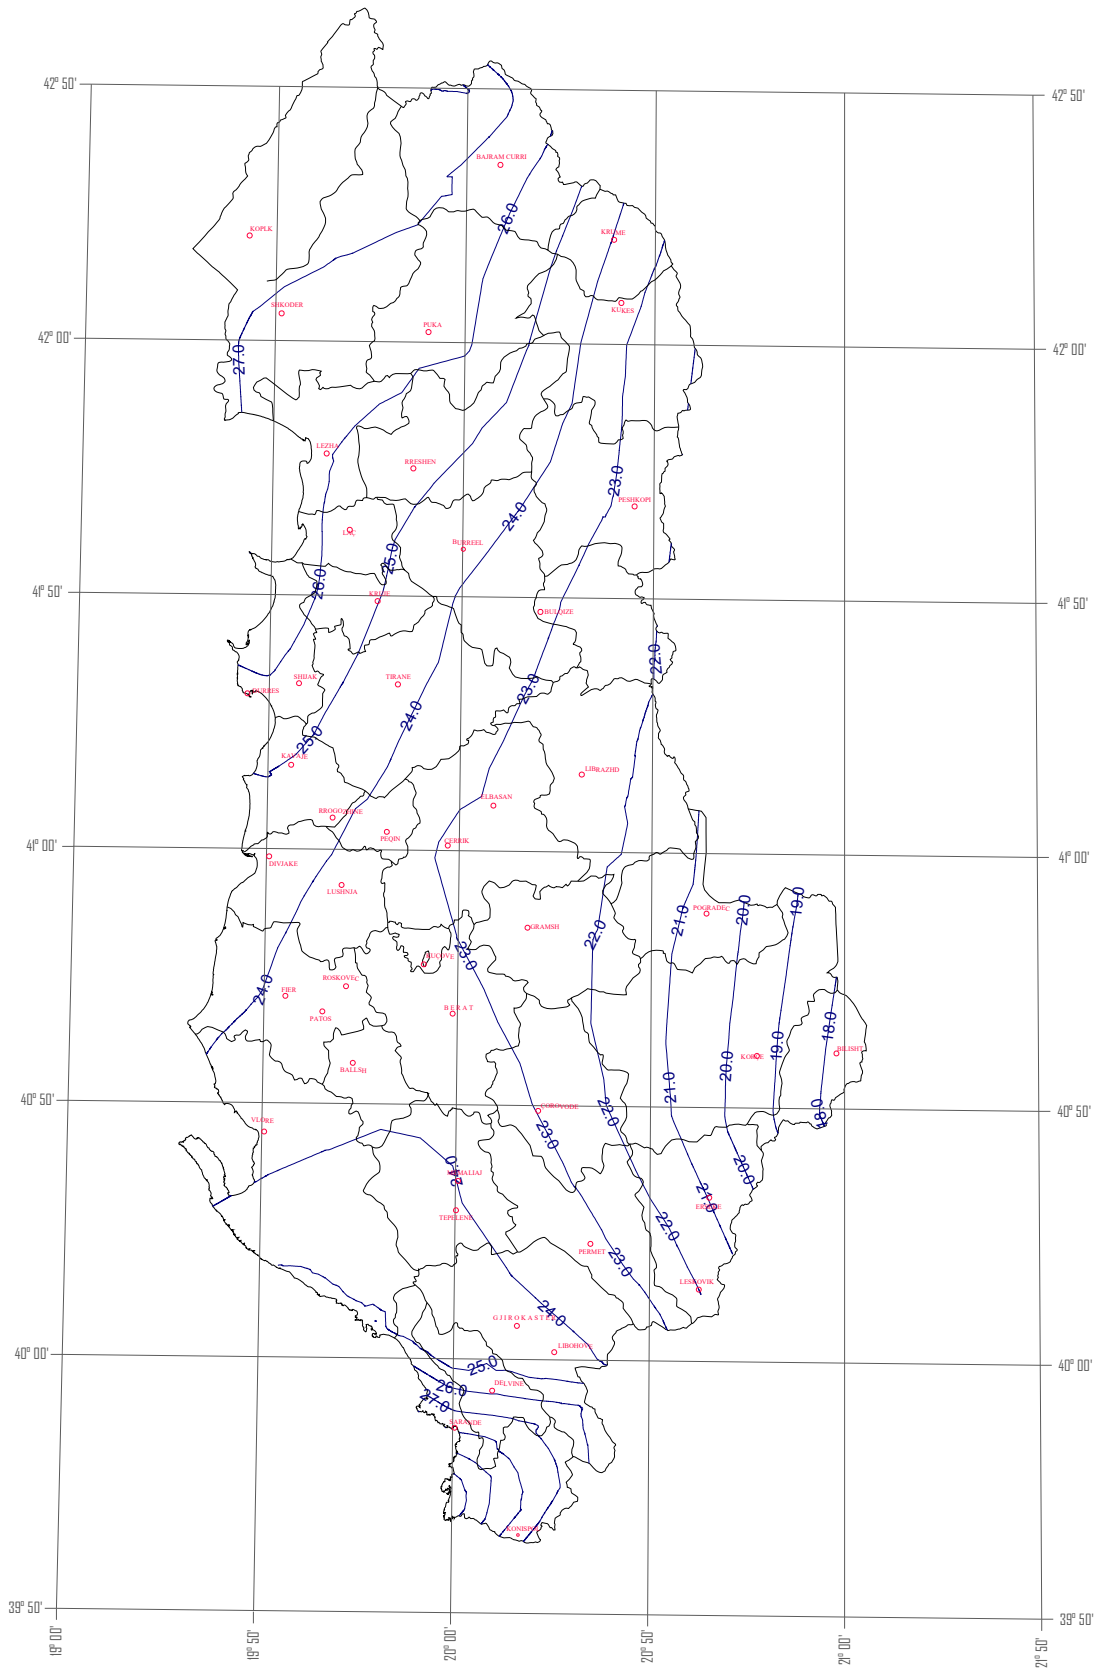 42° 50'
42° 50'
BAJRAM CURRI
26.0
KOPLK
KRUME
SHKODER
KUKES
PUKA
42° 00'
42° 00'
27.0
LEZHA
RRESHEN
23.0
PESHKOPI
24.0
LAÇ
BURREEL
25.0
26.0
KRUJE
41° 50'
41° 50'
BULQIZE
22.0
SHIJAK
TIRANE
DURRES
23.0
24.0
25.0
KAVAJE
LIBRAZHD
ELBASAN
RROGOZHINE
PEQIN
CERRIK
41° 00'
41° 00'
DIVJAKE
LUSHNJA
19.0
20.0
POGRADEC
21.0
GRAMSH
22.0
KUCOVE
23.0
ROSKOVEC
24.0
FIER
BERAT
PATOS
18.0
19.0
BILISHT
KORCE
20.0
BALLSH
21.0
40° 50'
40° 50'
COROVODE
22.0
18.0
VLORE
23.0
24.0
MEMALIAJ
20.0
21.0
ERSEKE
TEPELENE
22.0
PERMET
23.0
LESKOVIK
24.0
GJIROKASTER
LIBOHOVE
40° 00'
40° 00'
25.0
26.0
DELVINE
27.0
SARANDE
KONISPOL
39° 50'
39° 50'
19° 00'
19° 50'
20° 00'
20° 50'
21° 00'
21° 50'